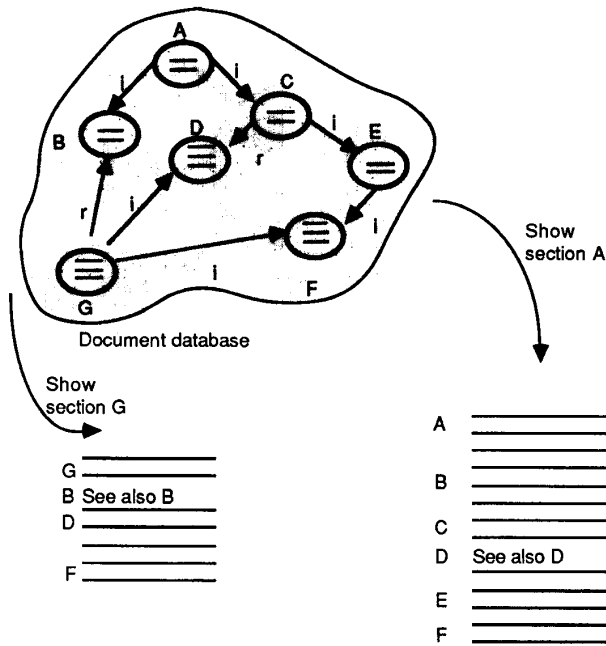 A
i
i
C
B
D
i
E
r
r
i
i
i
G
F
Document database
Show
section A
Show
section G
G
B See also B
D
F
A
B
C
D See also D
E
F